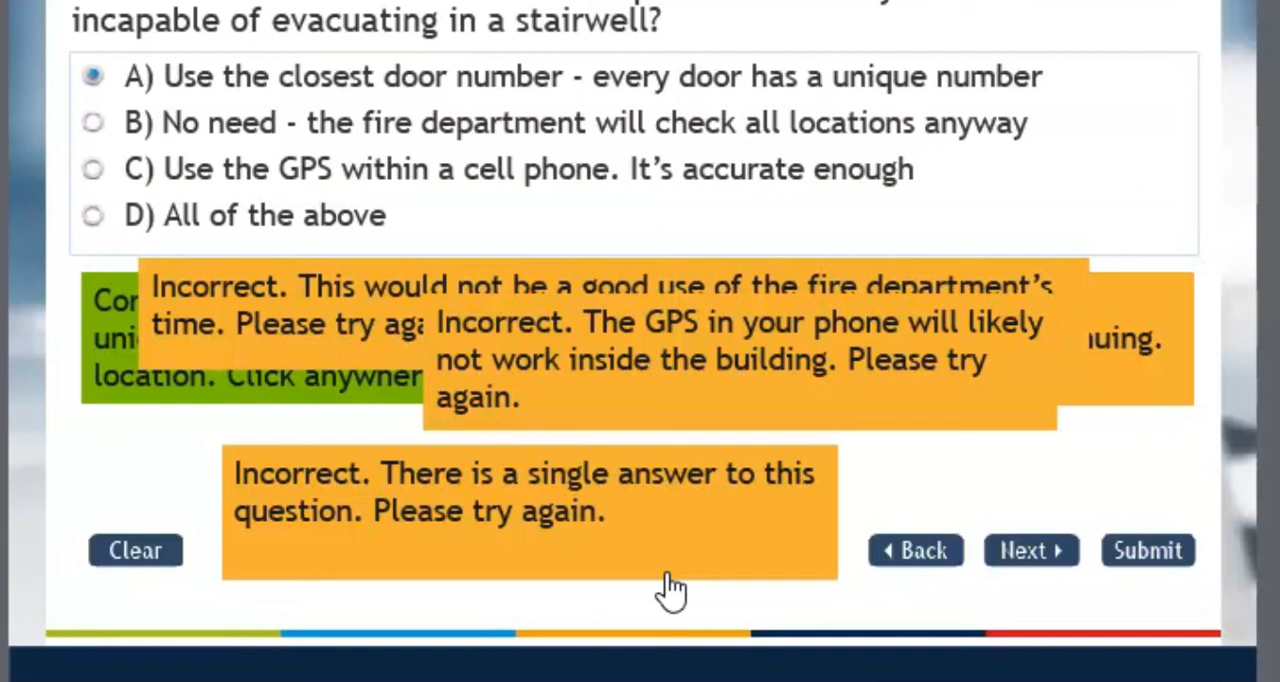 incapable of evacuating in a stairwell?
A) Use the closest door number - every door has a unique number
B) No need - the fire department will check all locations anyway
C) Use the GPS within a cell phone. It's accurate enough
D) All of the above
Incorrect. This would not be a good use of the fire department's
time. Please try
Incorrect. The GPS in your phone will likely
not work inside the building. Please try
again.
location. Click
Incorrect. There is a single answer to this
question. Please try again.
Clear
Back
Next
Submit